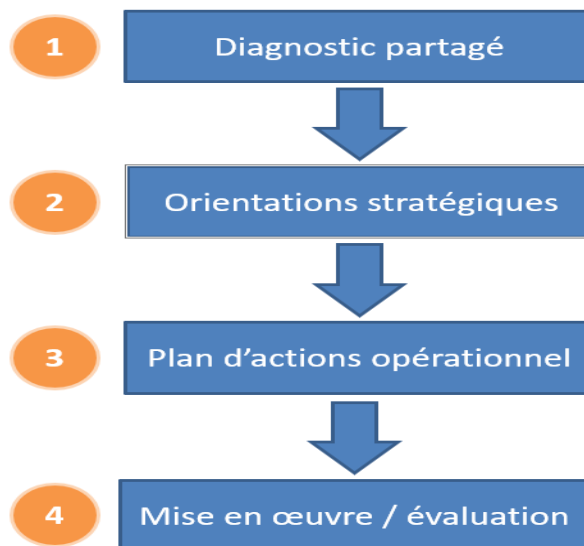 1 Diagnostic partagé
2 Orientations stratégiques
3 Plan d’actions opérationnel
4 Mise en œuvre / évaluation